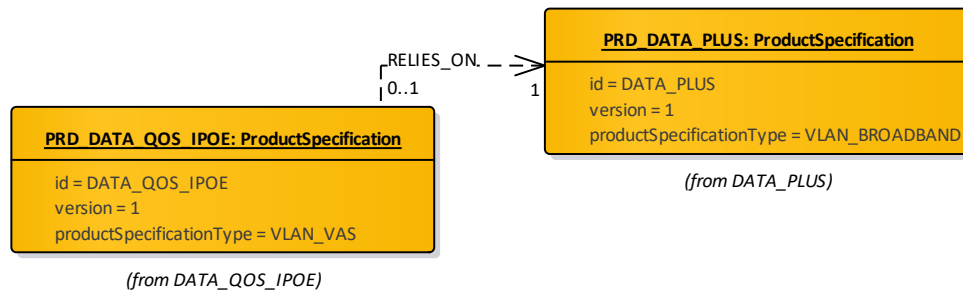 PRD_DATA_PLUS: ProductSpecification
id = DATA_PLUS
version = 1
productSpecificationType = VLAN_BROADBAND
(from DATA_PLUS)
RELIES_ON
0..1
1
PRD_DATA_QOS_IPOE: ProductSpecification
id = DATA_QOS_IPOE
version = 1
productSpecificationType = VLAN_VAS
(from DATA_QOS_IPOE)